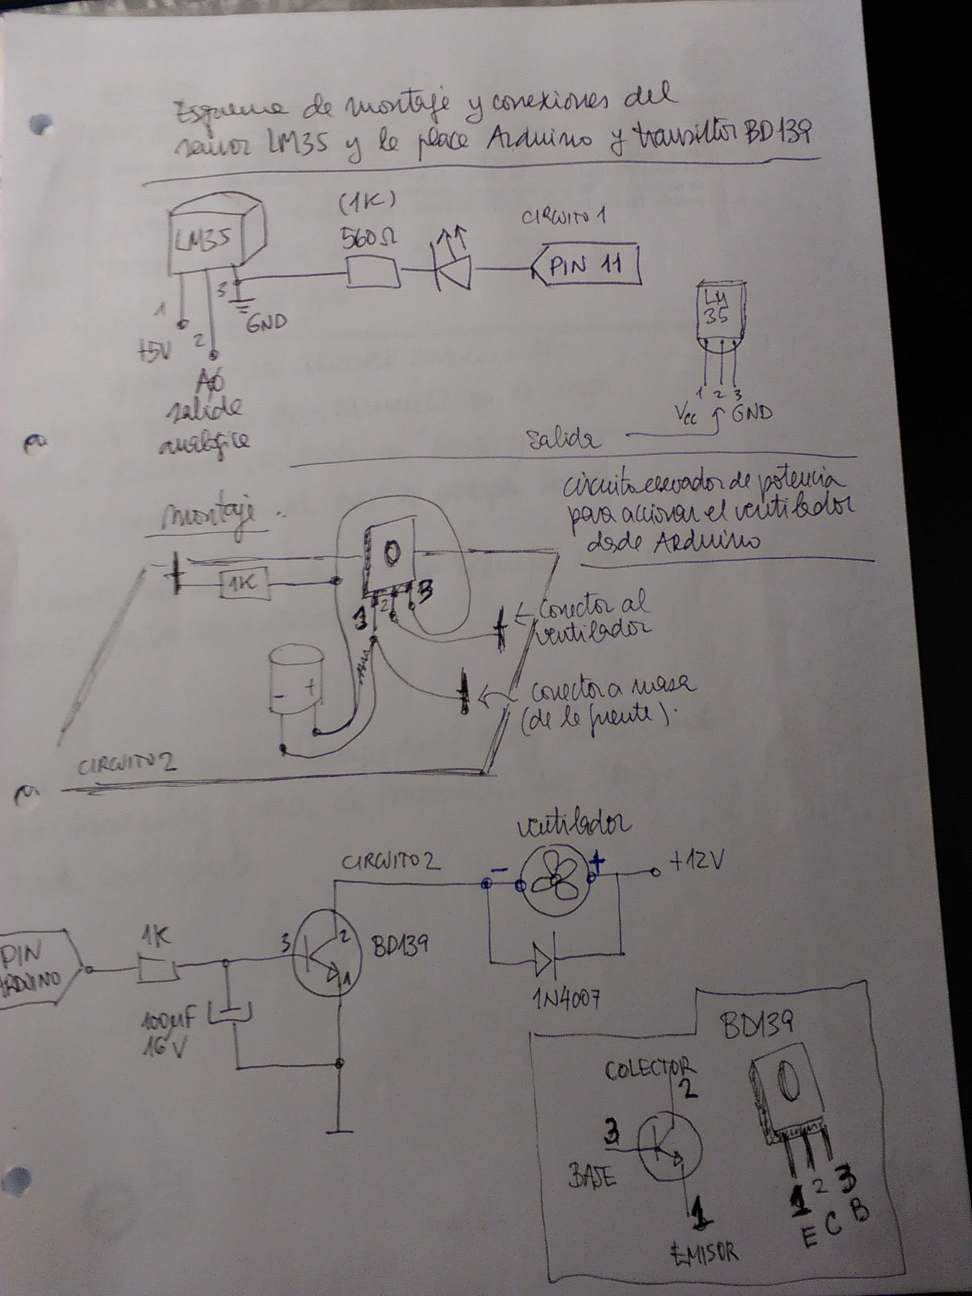 Esquema de montaje y conexiones del
sensor LM35 y la placa Arduino y transistor BD139
LM35
(1K)
560Ω
CIRCUITO 1
PIN 11
1
+5V
2
3
GND
A0
salida
analógica
LM
35
1 2 3
Vcc
GND
Salida
montaje.
circuito elevador de potencia
para accionar el ventilador
desde Arduino
1K
1
2
3
conector al
ventilador
- +
conector a masa
(de la fuente).
CIRCUITO 2
ventilador
CIRCUITO 2
-
+
+12V
PIN
ARDUINO
1K
3
2
1
BD139
100µF
16V
1N4007
BD139
COLECTOR
2
3
BASE
1
EMISOR
1 2 3
E C B